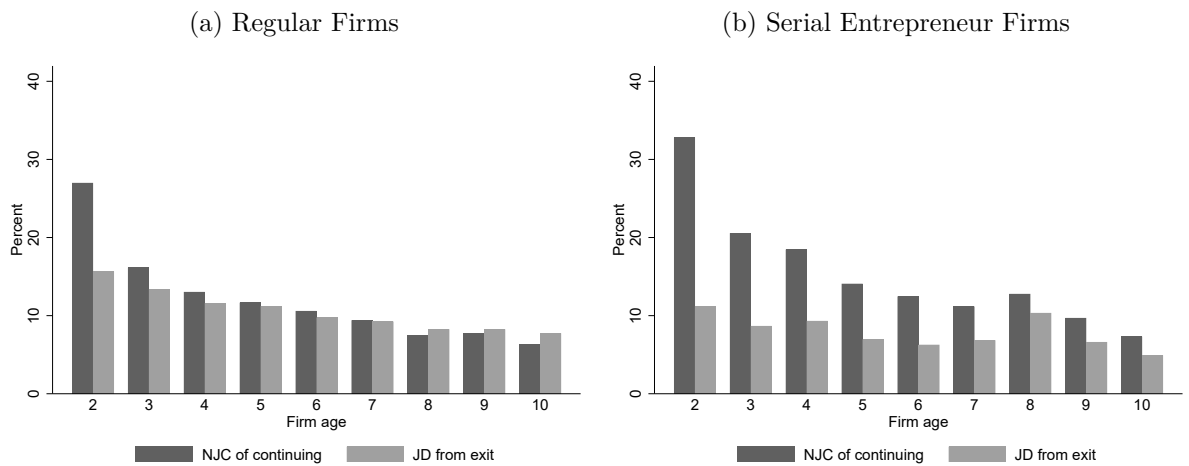 (a) Regular Firms
40
30
20
10
0
Percent
2 3 4 5 6 7 8 9 10
Firm age
NJC of continuing JD from exit
(b) Serial Entrepreneur Firms
40
30
20
10
0
Percent
2 3 4 5 6 7 8 9 10
Firm age
NJC of continuing JD from exit